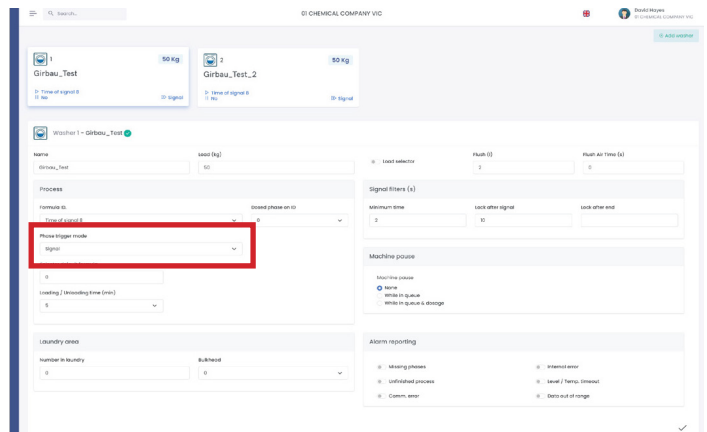 Search...
01 CHEMICAL COMPANY VIC
David Hayes
01 CHEMICAL COMPANY VIC
Add washer
1
50 Kg
Girbau_Test
Time of signal B
No
Signal
2
50 Kg
Girbau_Test_2
Time of signal B
No
Signal
Washer 1 - Girbau_Test
Name
Load (kg)
Load selector
Flush (l)
Flush Air Time (s)
Girbau_Test
50
2
0
Process
Formula ID.
Dosed phase on ID
Time of signal B
0
Phase trigger mode
Signal
0
Loading / Unloading time (min)
5
Signal filters (s)
Minimum time
Lock after signal
Lock after end
3
10
Machine pause
Machine pause
None
While in queue
While in queue & dosage
Laundry area
Number in laundry
Bulkhead
0
0
Alarm reporting
Missing phases
Internal error
Unfinished process
Level / Temp. timeout
Comm. error
Data out of range